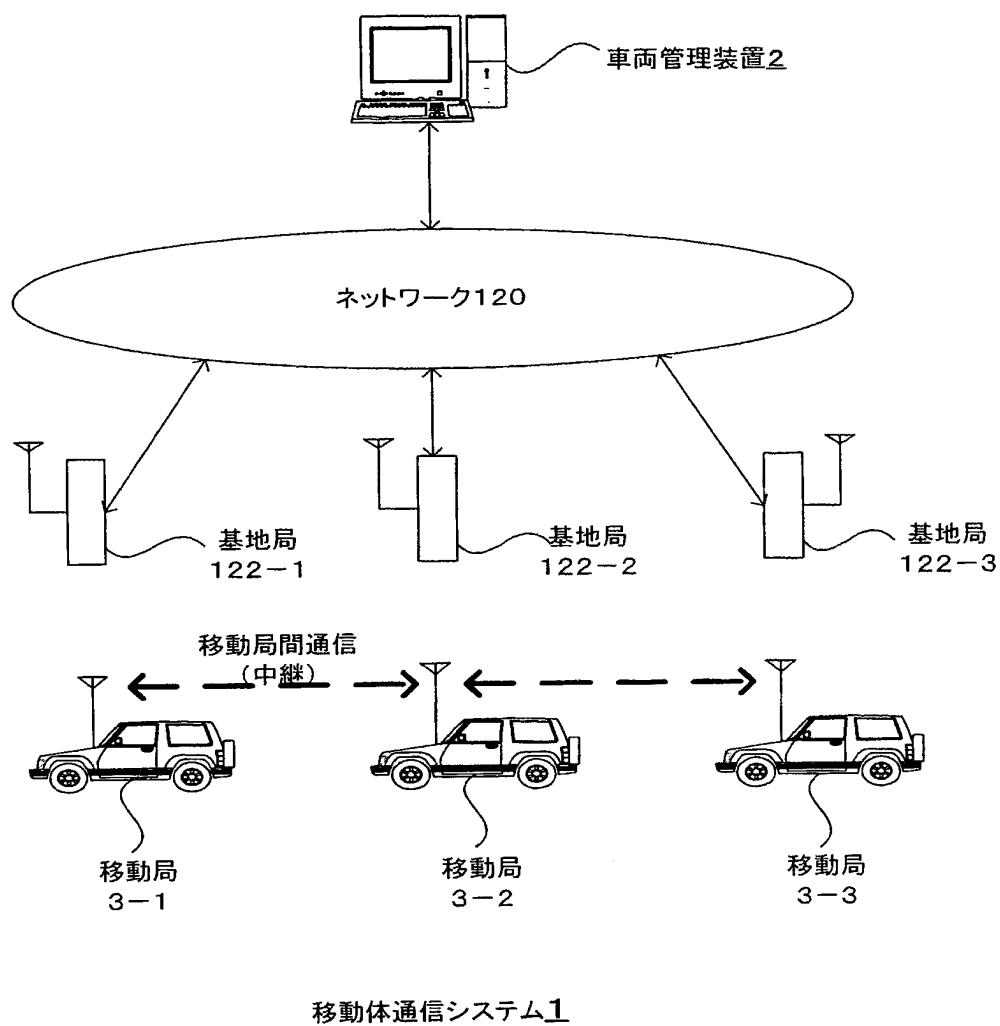 車両管理装置2
ネットワーク120
基地局
122-1
基地局
122-2
基地局
122-3
移動局間通信
(中継)
移動局
3-1
移動局
3-2
移動局
3-3
移動体通信システム1